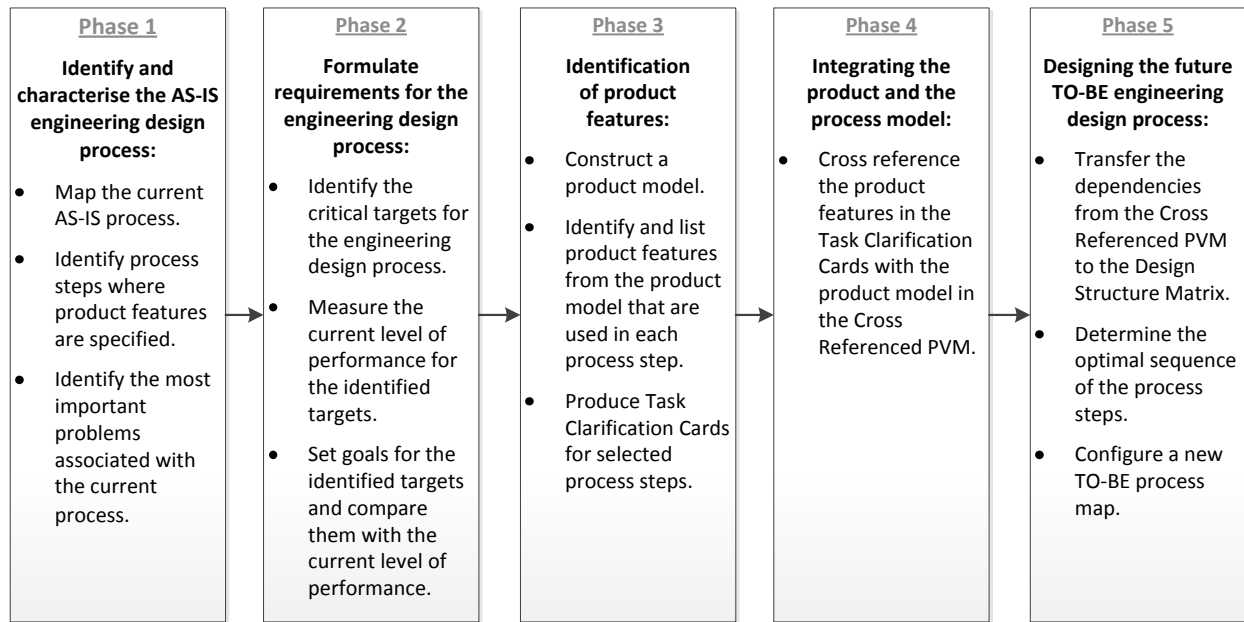 Phase 1
Identify and
characterise the AS-IS
engineering design
process:
• Map the current
AS-IS process.
• Identify process
steps where
product features
are specified.
• Identify the most
important
problems
associated with
the current
process.
Phase 2
Formulate
requirements for the
engineering design
process:
• Identify the
critical targets for
the engineering
design process.
• Measure the
current level of
performance for
the identified
targets.
• Set goals for the
identified targets
and compare
them with the
current level of
performance.
Phase 3
Identification
of product
features:
• Construct a
product model.
• Identify and list
product features
from the product
model that are
used in each
process step.
• Produce Task
Clarification Cards
for selected
process steps.
Phase 4
Integrating the
product and the
process model:
• Cross reference
the product
features in the
Task Clarification
Cards with the
product model in
the Cross
Referenced PVM.
Phase 5
Designing the future
TO-BE engineering
design process:
• Transfer the
dependencies
from the Cross
Referenced PVM
to the Design
Structure Matrix.
• Determine the
optimal sequence
of the process
steps.
• Configure a new
TO-BE process
map.